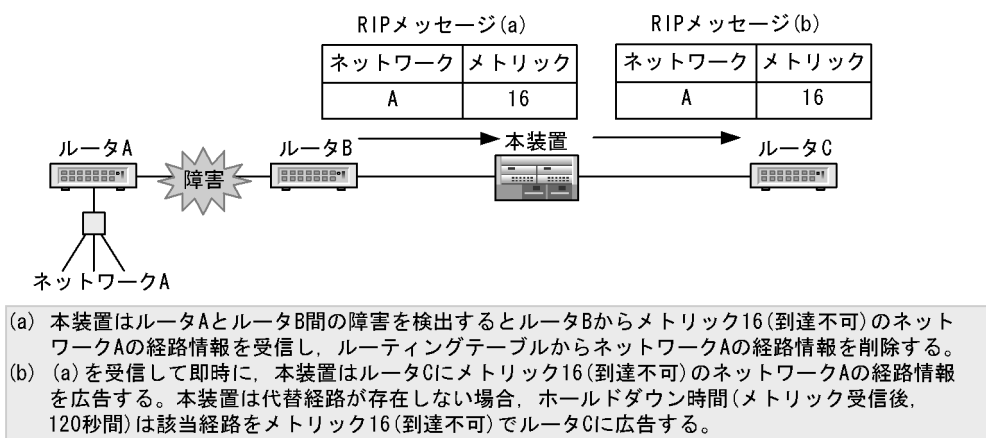 RIPメッセージ(a)
RIPメッセージ(b)
ネットワーク メトリック
A 16
ネットワーク メトリック
A 16
ルータA
障害
ルータB
本装置
ルータC
ネットワークA
(a) 本装置はルータAとルータB間の障害を検出するとルータBからメトリック16(到達不可)のネット
ワークAの経路情報を受信し，ルーティングテーブルからネットワークAの経路情報を削除する。
(b) (a)を受信して即時に，本装置はルータCにメトリック16(到達不可)のネットワークAの経路情報
を広告する。本装置は代替経路が存在しない場合，ホールドダウン時間(メトリック受信後，
120秒間)は該当経路をメトリック16(到達不可)でルータCに広告する。